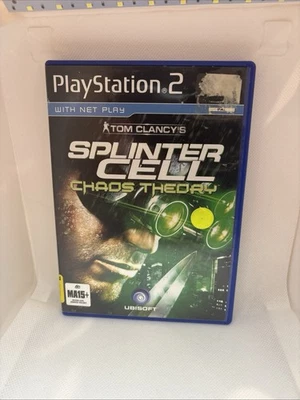 PlayStation 2
WITH NET PLAY
TOM CLANCY'S
SPLINTER
CELL
CHAOS THEORY
MA15+
UBISOFT